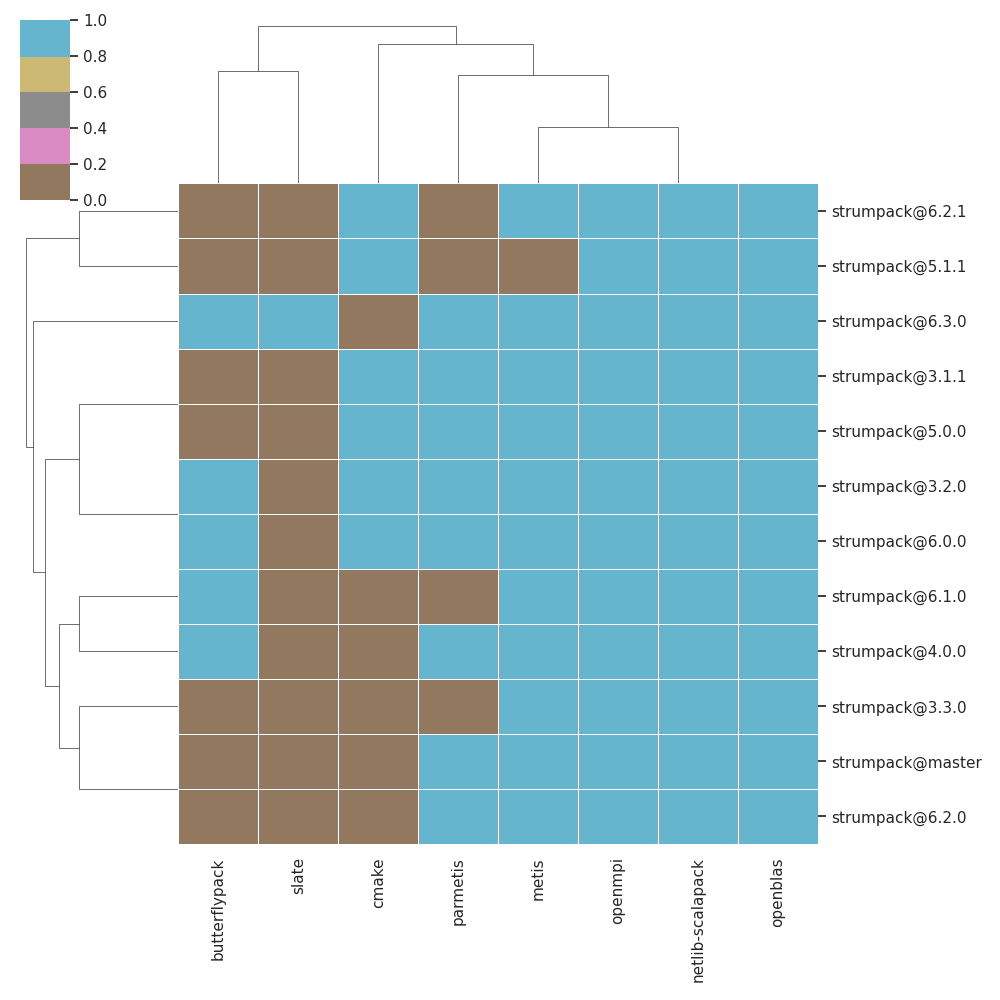 1.0
0.8
0.6
0.4
0.2
0.0
strumpack@6.2.1
strumpack@5.1.1
strumpack@6.3.0
strumpack@3.1.1
strumpack@5.0.0
strumpack@3.2.0
strumpack@6.0.0
strumpack@6.1.0
strumpack@4.0.0
strumpack@3.3.0
strumpack@master
strumpack@6.2.0
butterflypack
slate
cmake
parmetis
metis
openmpi
netlib-scalapack
openblas